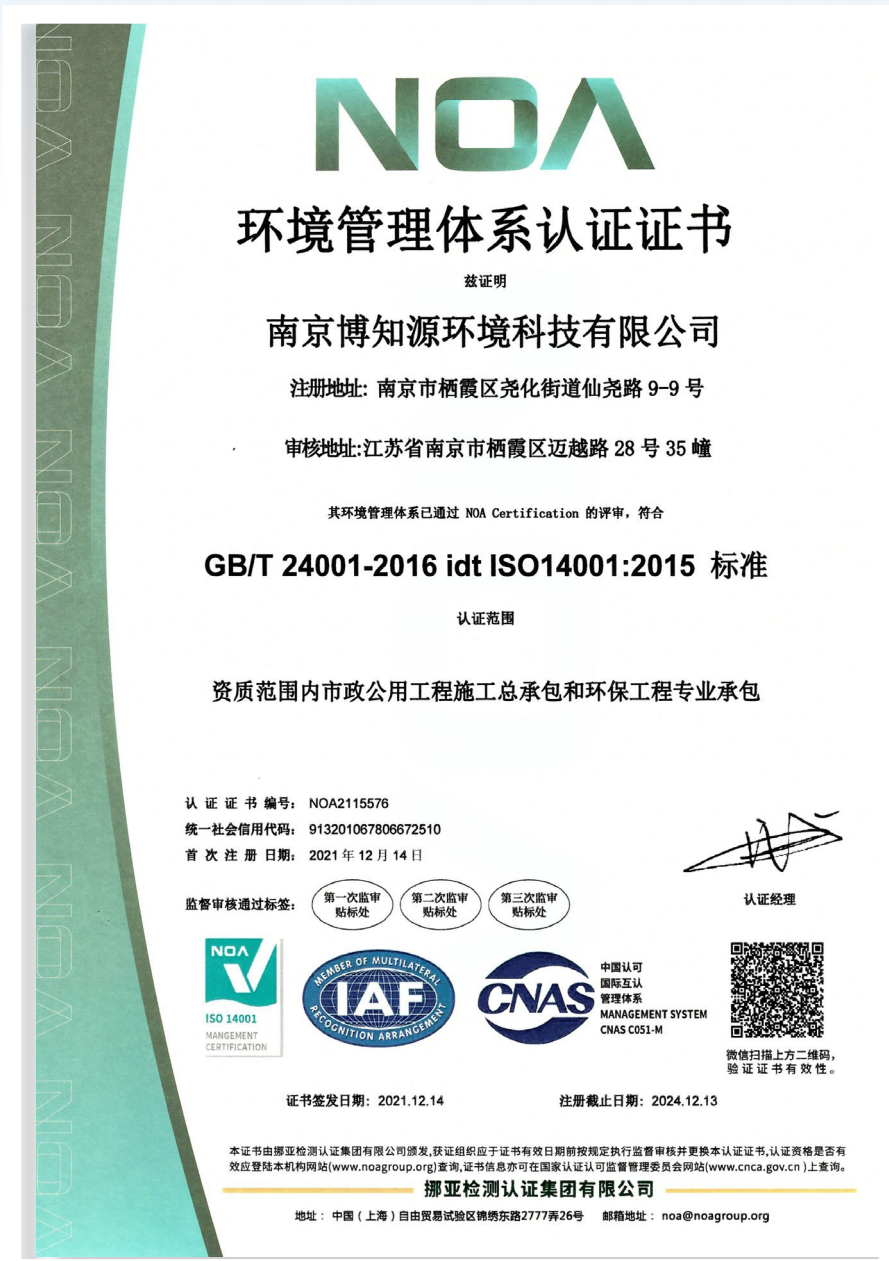 NOA
环境管理体系认证证书
兹证明
南京博知源环境科技有限公司
注册地址: 南京市栖霞区尧化街道仙尧路 9-9 号
审核地址:江苏省南京市栖霞区迈越路 28 号 35 幢
其环境管理体系已通过 NOA Certification 的评审，符合
GB/T 24001-2016 idt ISO14001:2015 标准
认证范围
资质范围内市政公用工程施工总承包和环保工程专业承包
认 证 证 书 编号： NOA2115576
统一社会信用代码： 913201067806672510
首 次 注 册 日期： 2021 年 12 月 14 日
监督审核通过标签：
第一次监审
贴标处
第二次监审
贴标处
第三次监审
贴标处
认证经理
NOA
ISO 14001
MANGEMENT
CERTIFICATION
MEMBER OF MULTILATERAL
IAF
RECOGNITION ARRANGEMENT
CNAS
中国认可
国际互认
管理体系
MANAGEMENT SYSTEM
CNAS C051-M
微信扫描上方二维码，
验证证书有效性。
证书签发日期：2021.12.14
注册截止日期：2024.12.13
本证书由挪亚检测认证集团有限公司颁发,获证组织应于证书有效日期前按规定执行监督审核并更换本认证证书,认证资格是否有
效应登陆本机构网站(www.noagroup.org)查询,证书信息亦可在国家认证认可监督管理委员会网站(www.cnca.gov.cn )上查询。
挪亚检测认证集团有限公司
地址： 中国（上海）自由贸易试验区锦绣东路2777弄26号 邮箱地址： noa@noagroup.org